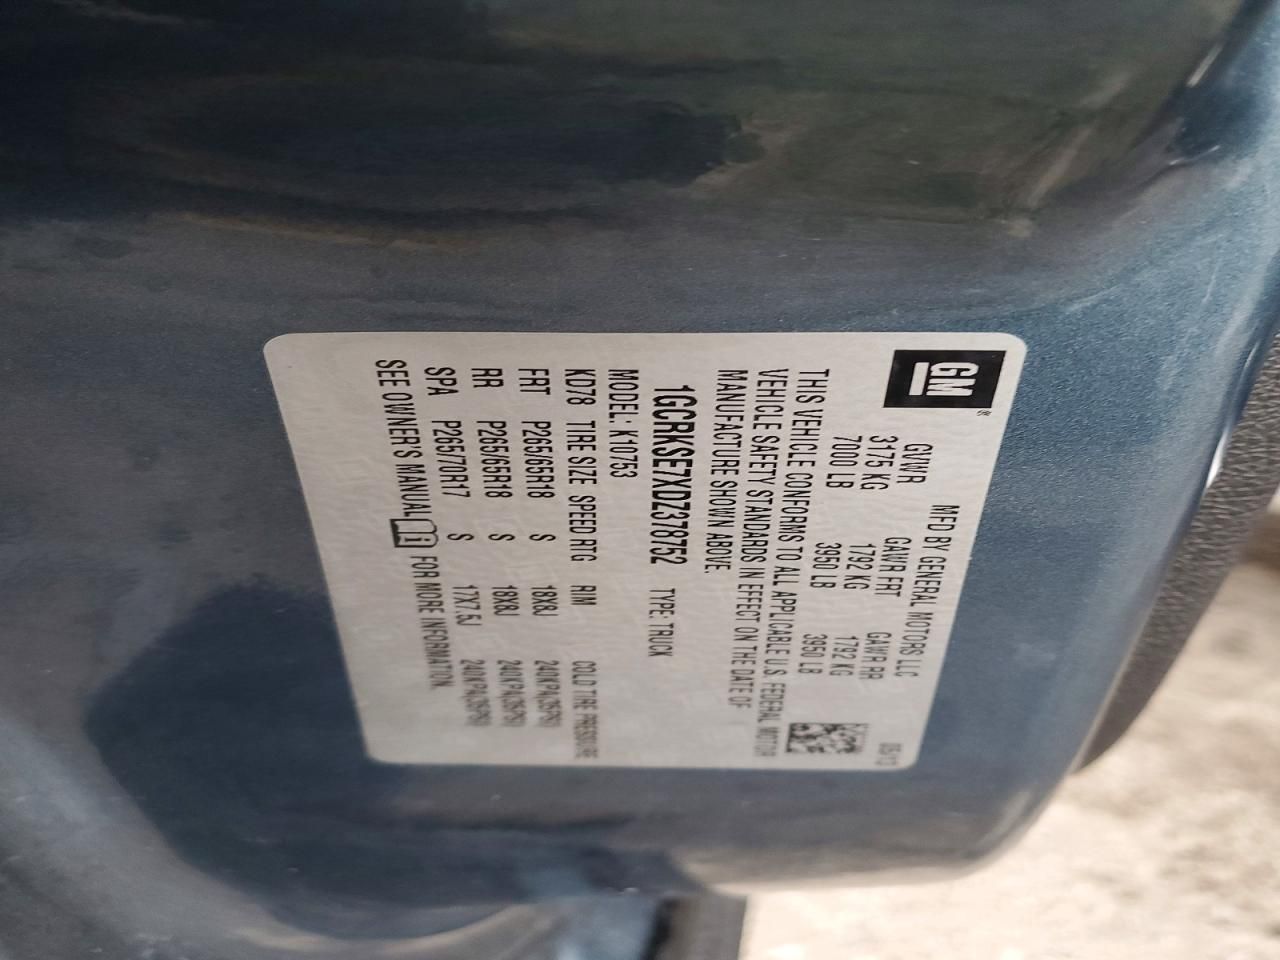 GM
MFD BY GENERAL MOTORS LLC 05/13
GVWR GAWR FRT GAWR RR
3175 KG 1792 KG 1792 KG
7000 LB 3950 LB 3950 LB
THIS VEHICLE CONFORMS TO ALL APPLICABLE U.S. FEDERAL MOTOR
VEHICLE SAFETY STANDARDS IN EFFECT ON THE DATE OF
MANUFACTURE SHOWN ABOVE.
1GCRKSE7XDZ378752 TYPE: TRUCK
MODEL: K10753
KD78 TIRE SIZE SPEED RTG RIM COLD TIRE PRESSURE
FRT P265/65R18 S 18X8J 240KPA(35PSI)
RR P265/65R18 S 18X8J 240KPA(35PSI)
SPA P265/70R17 S 17X7.5J 240KPA(35PSI)
SEE OWNER'S MANUAL FOR MORE INFORMATION.